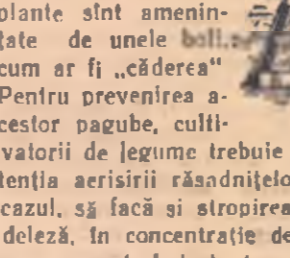 plante sînt amenin-
țate de unele boli,
cum ar fi „căderea"
Pentru prevenirea a-
cestor pagube, culti-
vatorii de legume trebuie
tenția aerisirii răsadnițelo
cazul, să facă și stropirea
deleză, în concentrație de